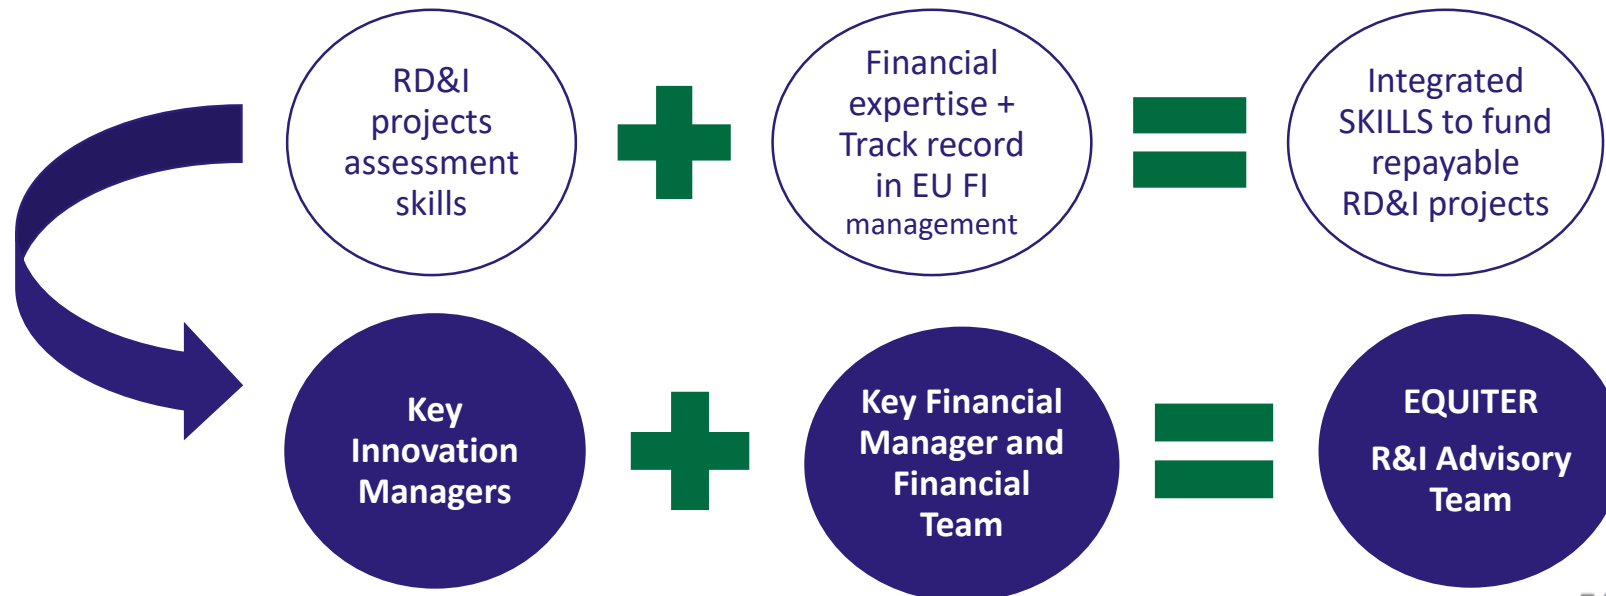 RD&I
projects
assessment
skills
Financial
expertise +
Track record
in EU FI
management
Integrated
SKILLS to fund
repayable
RD&I projects
Key
Innovation
Managers
Key Financial
Manager and
Financial
Team
EQUITER
R&I Advisory
Team